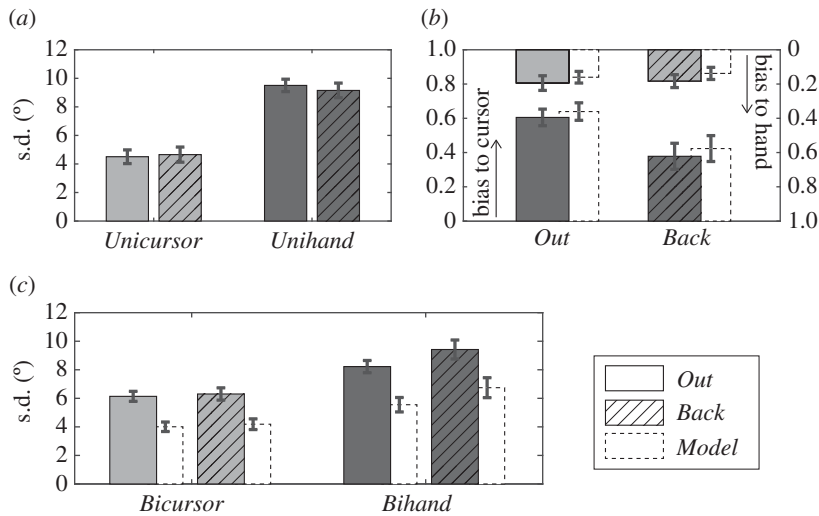 (a)
12
10
8
6
4
2
0
s.d. (º)
Unicursor
Unihand
(b)
1.0
0.8
0.6
0.4
0.2
0
bias to cursor
0
0.2
0.4
0.6
0.8
1.0
bias to hand
Out
Back
(c)
12
10
8
6
4
2
0
s.d. (º)
Bicursor
Bihand
Out
Back
Model